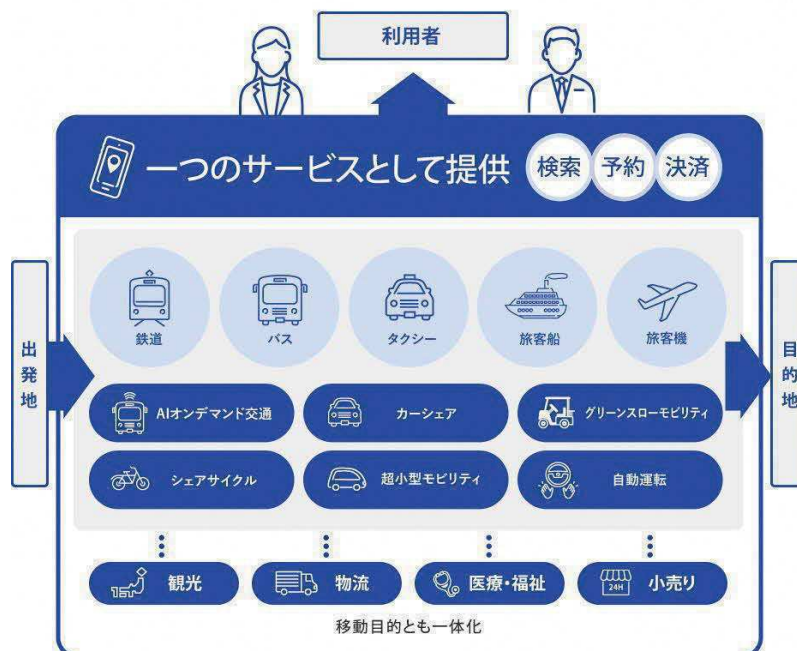 利用者
一つのサービスとして提供 検索 予約 決済
出発地
目的地
鉄道 バス タクシー 旅客船 旅客機
AIオンデマンド交通 カーシェア グリーンスローモビリティ
シェアサイクル 超小型モビリティ 自動運転
観光 物流 医療・福祉 24H 小売り
移動目的とも一体化